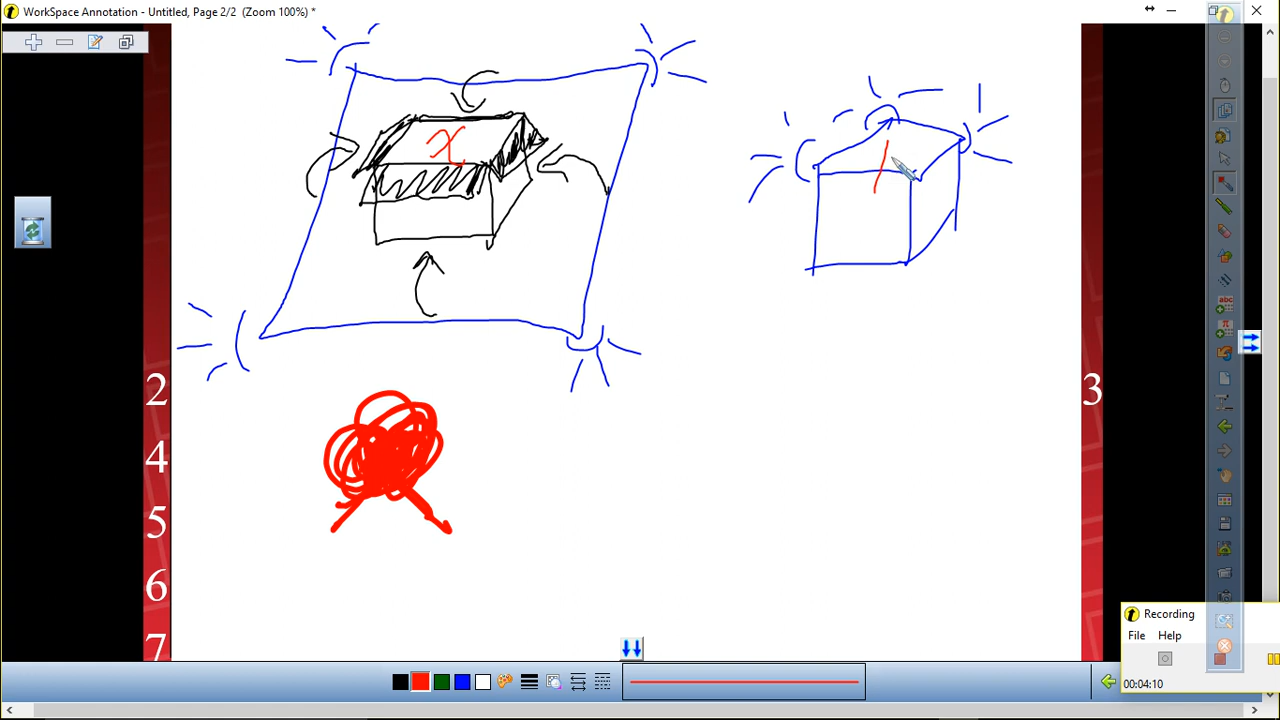 WorkSpace Annotation - Untitled, Page 2/2 (Zoom 100%) *
x
2
4
5
6
7
3
abc
π
Recording
File Help
00:04:10